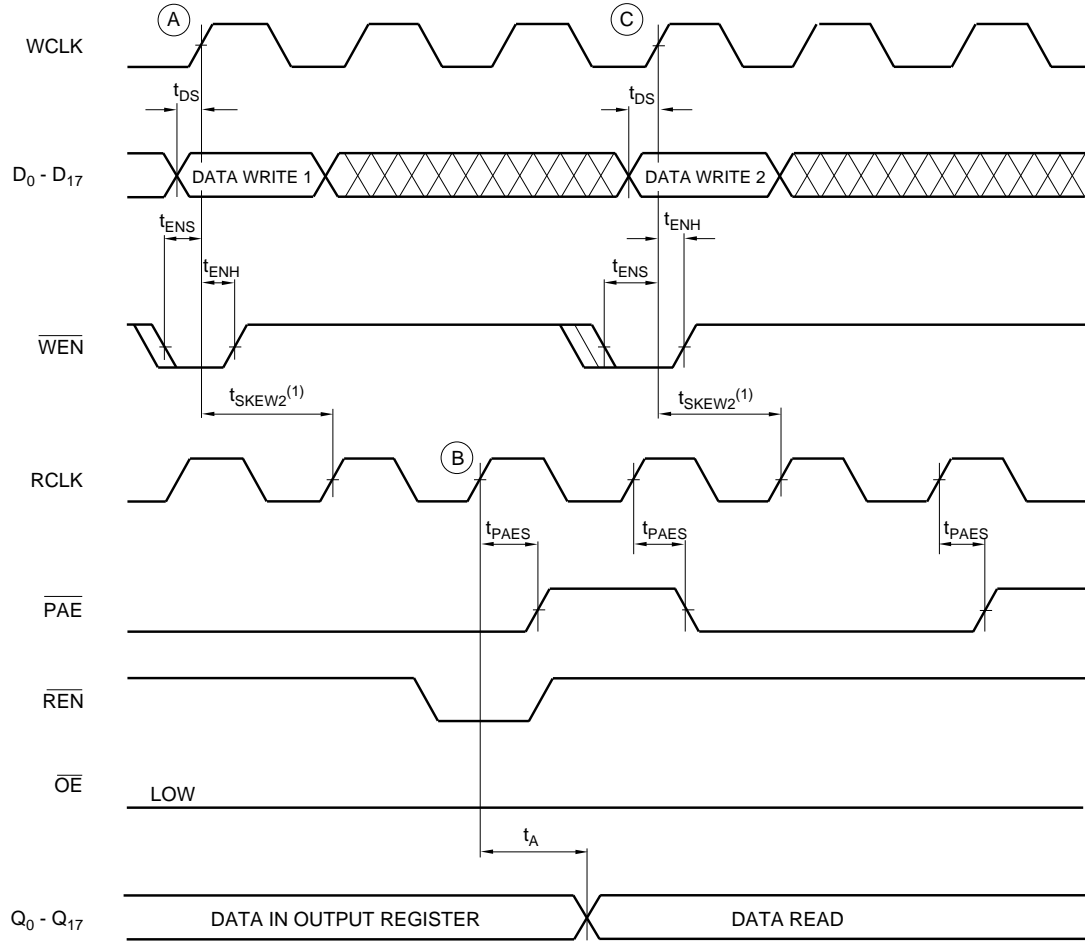 A
C
WCLK
tDS
tDS
D0 - D17
DATA WRITE 1
DATA WRITE 2
tENS
tENH
tENH
tENS
WEN
tSKEW2(1)
tSKEW2(1)
B
RCLK
tPAES
tPAES
tPAES
PAE
REN
OE
LOW
tA
Q0 - Q17
DATA IN OUTPUT REGISTER
DATA READ